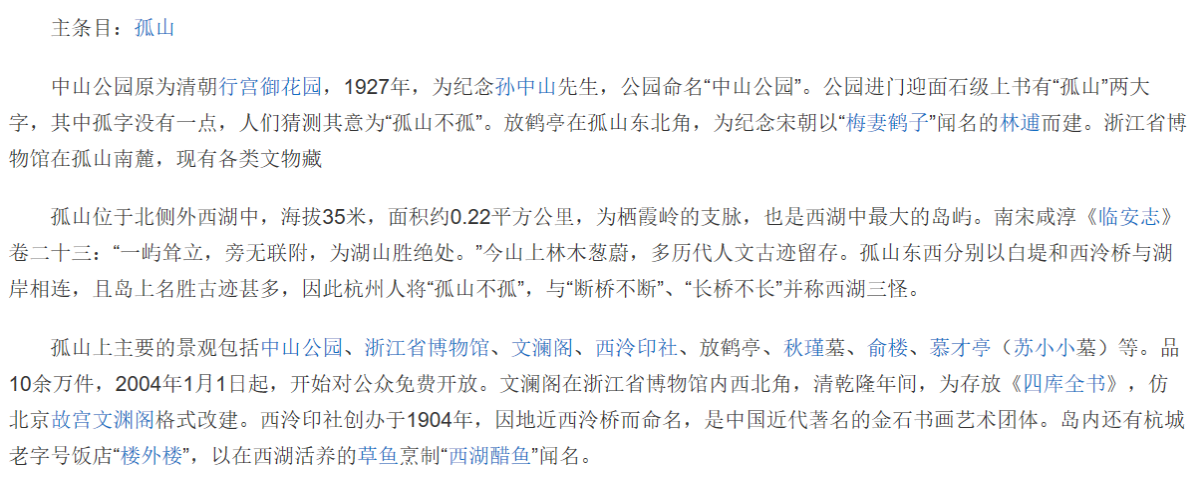 主条目：孤山
中山公园原为清朝行宫御花园，1927年，为纪念孙中山先生，公园命名“中山公园”。公园进门迎面石级上书有“孤山”两大
字，其中孤字没有一点，人们猜测其意为“孤山不孤”。放鹤亭在孤山东北角，为纪念宋朝以“梅妻鹤子”闻名的林逋而建。浙江省博
物馆在孤山南麓，现有各类文物藏
孤山位于北侧外西湖中，海拔35米，面积约0.22平方公里，为栖霞岭的支脉，也是西湖中最大的岛屿。南宋咸淳《临安志》
卷二十三：“一屿耸立，旁无联附，为湖山胜绝处。”今山上林木葱蔚，多历代人文古迹留存。孤山东西分别以白堤和西泠桥与湖
岸相连，且岛上名胜古迹甚多，因此杭州人将“孤山不孤”，与“断桥不断”、“长桥不长”并称西湖三怪。
孤山上主要的景观包括中山公园、浙江省博物馆、文澜阁、西泠印社、放鹤亭、秋瑾墓、俞楼、慕才亭（苏小小墓）等。品
10余万件，2004年1月1日起，开始对公众免费开放。文澜阁在浙江省博物馆内西北角，清乾隆年间，为存放《四库全书》，仿
北京故宫文渊阁格式改建。西泠印社创办于1904年，因地近西泠桥而命名，是中国近代著名的金石书画艺术团体。岛内还有杭城
老字号饭店“楼外楼”，以在西湖活养的草鱼烹制“西湖醋鱼”闻名。